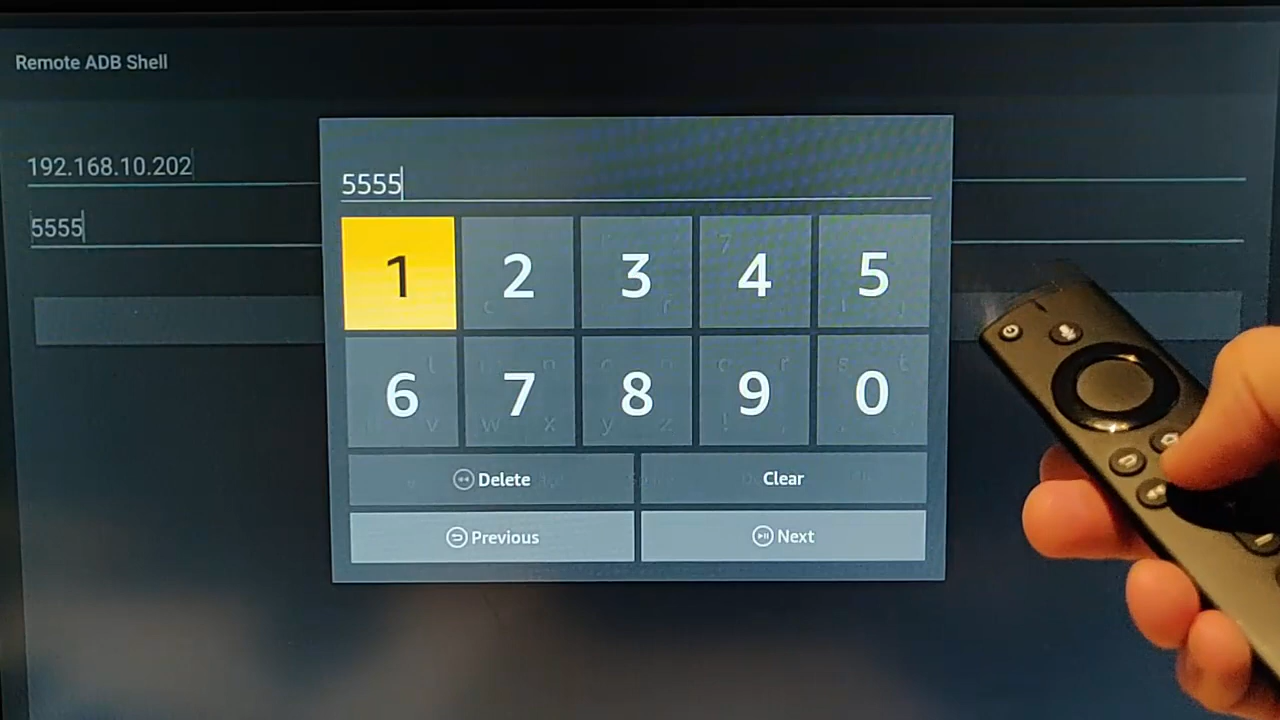 Remote ADB Shell
192.168.10.202
5555
5555
1 2 3 4 5
6 7 8 9 0
Delete Clear
Previous Next